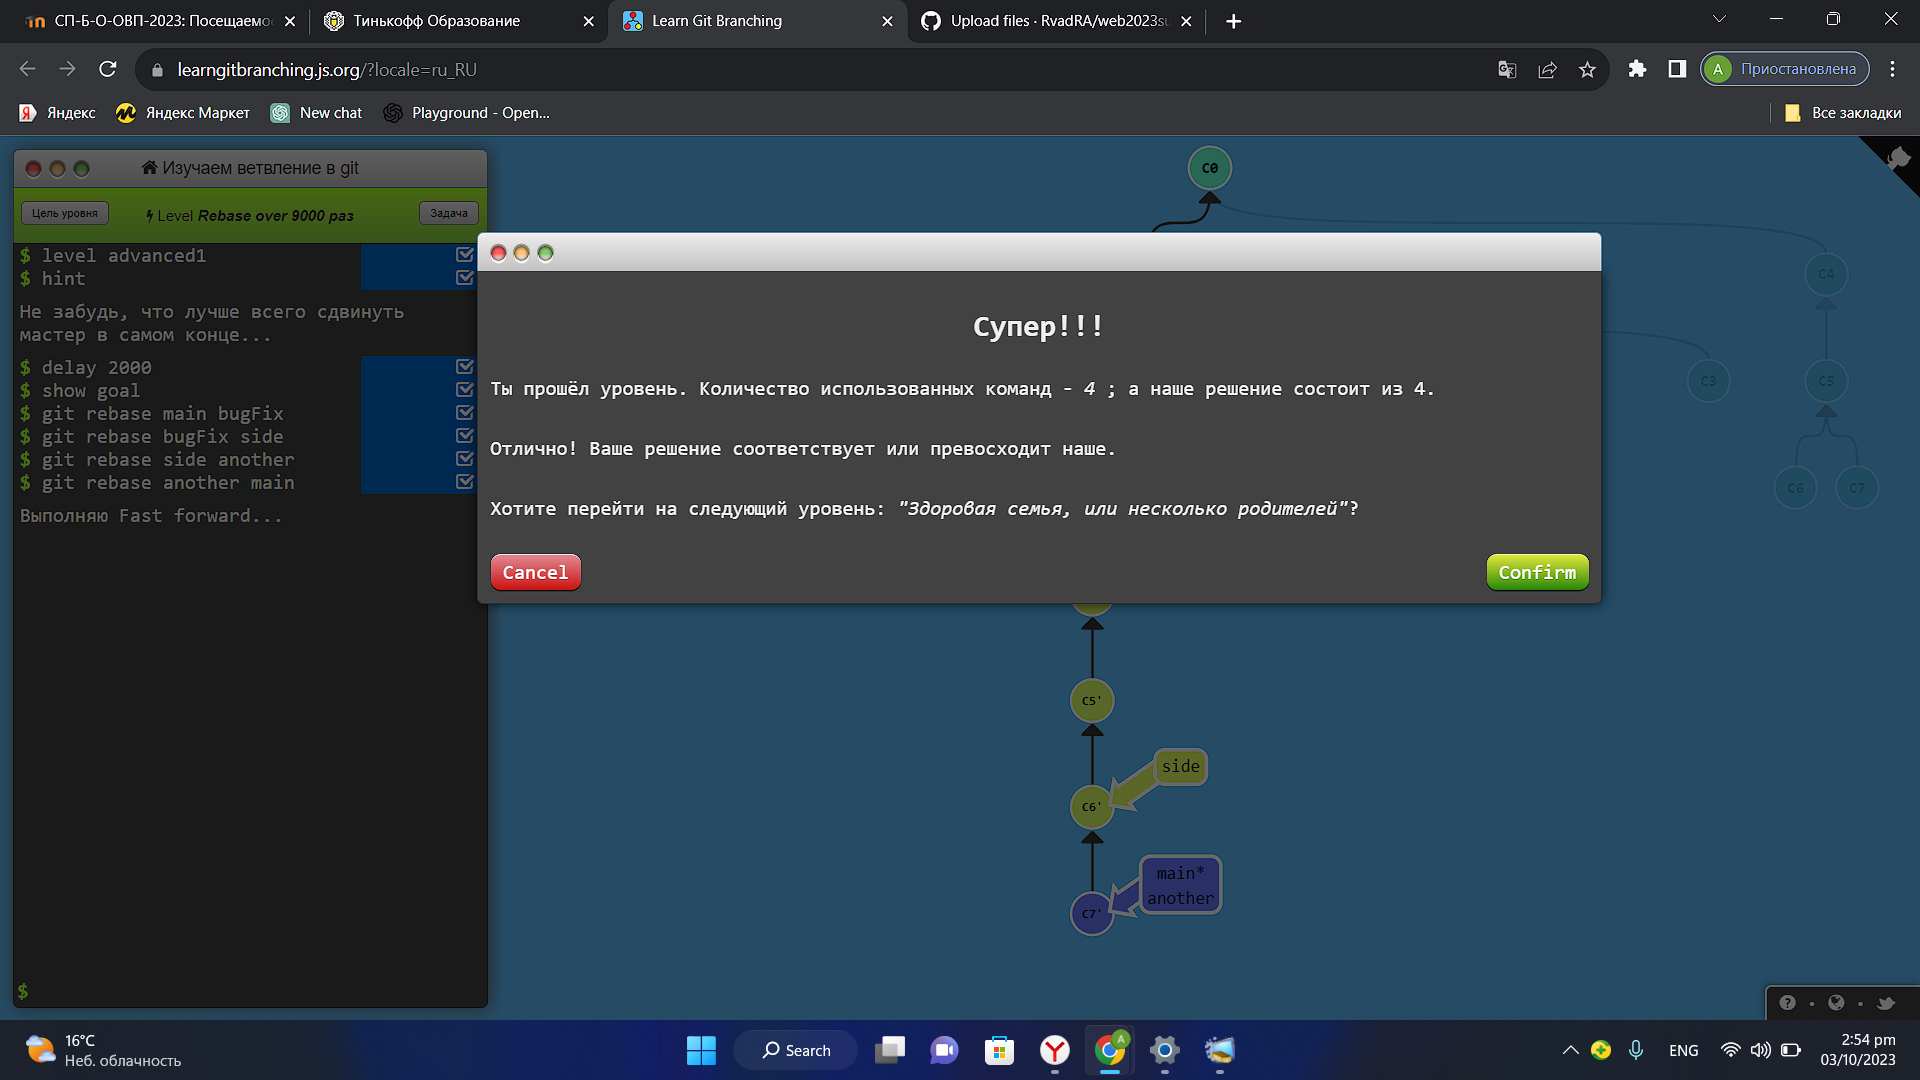 СП-Б-О-ОВП-2023: Посещаемос
Тинькофф Образование
Learn Git Branching
Upload files · RvadRA/web2023su
learngitbranching.js.org/?locale=ru_RU
A
Приостановлена
Яндекс
Яндекс Маркет
New chat
Playground - Open...
Все закладки
Изучаем ветвление в git
Цель уровня
Level Rebase over 9000 раз
Задача
$ level advanced1
$ hint
Не забудь, что лучше всего сдвинуть
мастер в самом конце...
$ delay 2000
$ show goal
$ git rebase main bugFix
$ git rebase bugFix side
$ git rebase side another
$ git rebase another main
Выполняю Fast forward...
$
C0
C4
C3
C5
C6
C7
Супер!!!
Ты прошёл уровень. Количество использованных команд - 4 ; а наше решение состоит из 4.
Отлично! Ваше решение соответствует или превосходит наше.
Хотите перейти на следующий уровень: "Здоровая семья, или несколько родителей"?
Cancel
Confirm
C5'
side
C6'
main*
another
C7'
16°C
Неб. облачность
Search
A
ENG
2:54 pm
03/10/2023